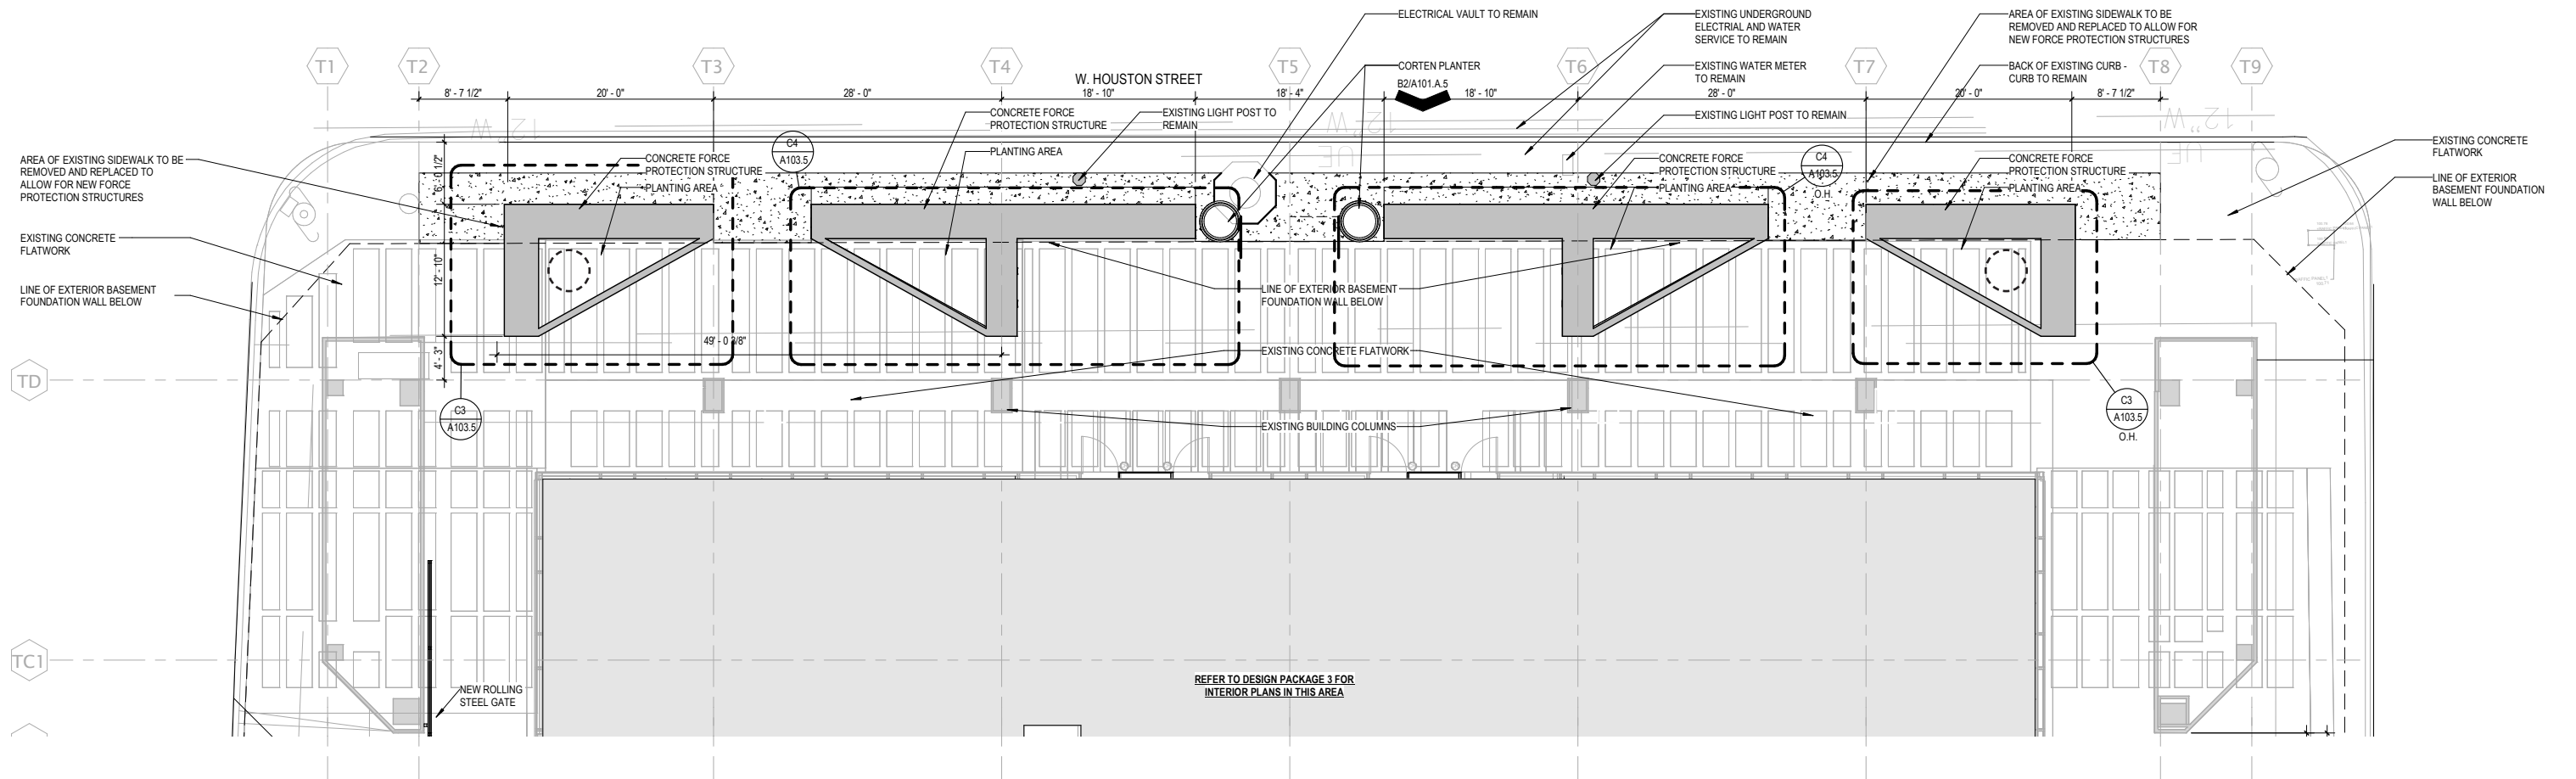 ELECTRICAL VAULT TO REMAIN
EXISTING UNDERGROUND
ELECTRIAL AND WATER
SERVICE TO REMAIN
AREA OF EXISTING SIDEWALK TO BE
REMOVED AND REPLACED TO ALLOW FOR
NEW FORCE PROTECTION STRUCTURES
T1
T2
T3
T4
T5
T6
T7
T8
T9
W. HOUSTON STREET
CORTEN PLANTER
B2/A101.A.5
EXISTING WATER METER
TO REMAIN
BACK OF EXISTING CURB -
CURB TO REMAIN
8' - 7 1/2"
20' - 0"
28' - 0"
18' - 10"
18' - 4"
18' - 10"
28' - 0"
20' - 0"
8' - 7 1/2"
12" W
12"W
12"W
UE
UE
CONCRETE FORCE
PROTECTION STRUCTURE
EXISTING LIGHT POST TO
REMAIN
EXISTING LIGHT POST TO REMAIN
EXISTING CONCRETE
FLATWORK
AREA OF EXISTING SIDEWALK TO BE
REMOVED AND REPLACED TO
ALLOW FOR NEW FORCE
PROTECTION STRUCTURES
6' - 0 1/2"
CONCRETE FORCE
PROTECTION STRUCTURE
PLANTING AREA
C4
A103.5
PLANTING AREA
CONCRETE FORCE
PROTECTION STRUCTURE
PLANTING AREA
C4
A103.5
O.H.
CONCRETE FORCE
PROTECTION STRUCTURE
PLANTING AREA
LINE OF EXTERIOR BASEMENT
FOUNDATION WALL BELOW
EXISTING CONCRETE
FLATWORK
12' - 10"
LINE OF EXTERIOR BASEMENT
FOUNDATION WALL BELOW
LINE OF EXTERIOR BASEMENT
FOUNDATION WALL BELOW
49' - 0 3/8"
4' - 3"
EXISTING CONCRETE FLATWORK
TD
C3
A103.5
EXISTING BUILDING COLUMNS
C3
A103.5
O.H.
TC1
NEW ROLLING
STEEL GATE
REFER TO DESIGN PACKAGE 3 FOR
INTERIOR PLANS IN THIS AREA